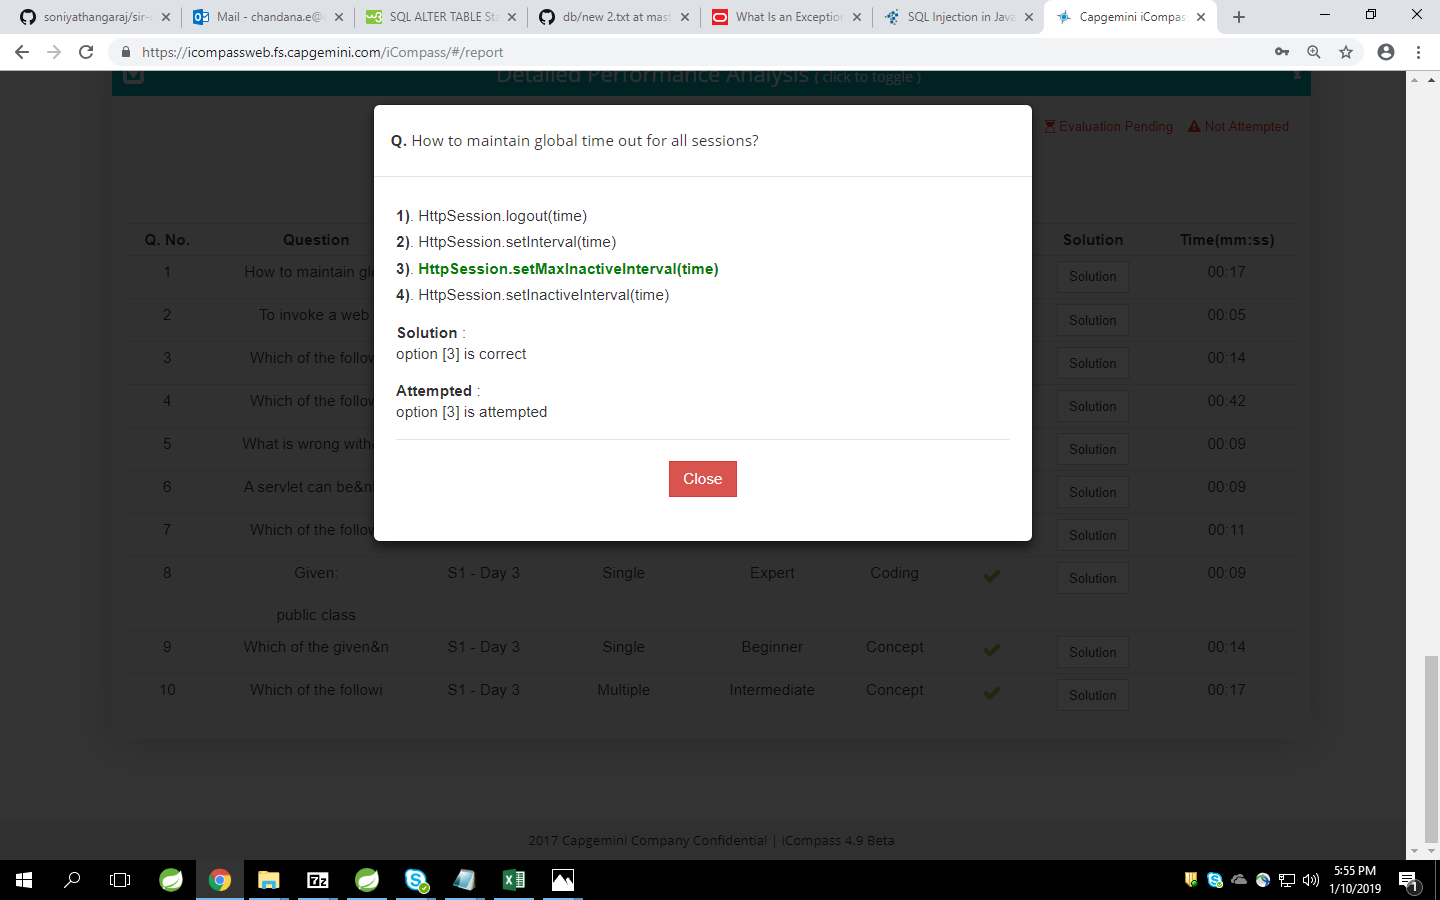 soniyathangaraj/sir-
Mail - chandana.e@
SQL ALTER TABLE Sta
db/new 2.txt at mast
What Is an Exception
SQL Injection in Java
Capgemini iCompas
https://icompassweb.fs.capgemini.com/iCompass/#/report
Detailed Performance Analysis ( click to toggle )
Evaluation Pending Not Attempted
Q. How to maintain global time out for all sessions?
1). HttpSession.logout(time)
2). HttpSession.setInterval(time)
3). HttpSession.setMaxInactiveInterval(time)
4). HttpSession.setInactiveInterval(time)
Solution :
option [3] is correct
Attempted :
option [3] is attempted
Close
Q. No. Question Solution Time(mm:ss)
1 How to maintain gl Solution 00:17
2 To invoke a web Solution 00:05
3 Which of the follow Solution 00:14
4 Which of the follow Solution 00:42
5 What is wrong with Solution 00:09
6 A servlet can be&n Solution 00:09
7 Which of the follow Solution 00:11
8 Given: S1 - Day 3 Single Expert Coding Solution 00:09
public class
9 Which of the given&n S1 - Day 3 Single Beginner Concept Solution 00:14
10 Which of the followi S1 - Day 3 Multiple Intermediate Concept Solution 00:17
2017 Capgemini Company Confidential | iCompass 4.9 Beta
5:55 PM
1/10/2019
1